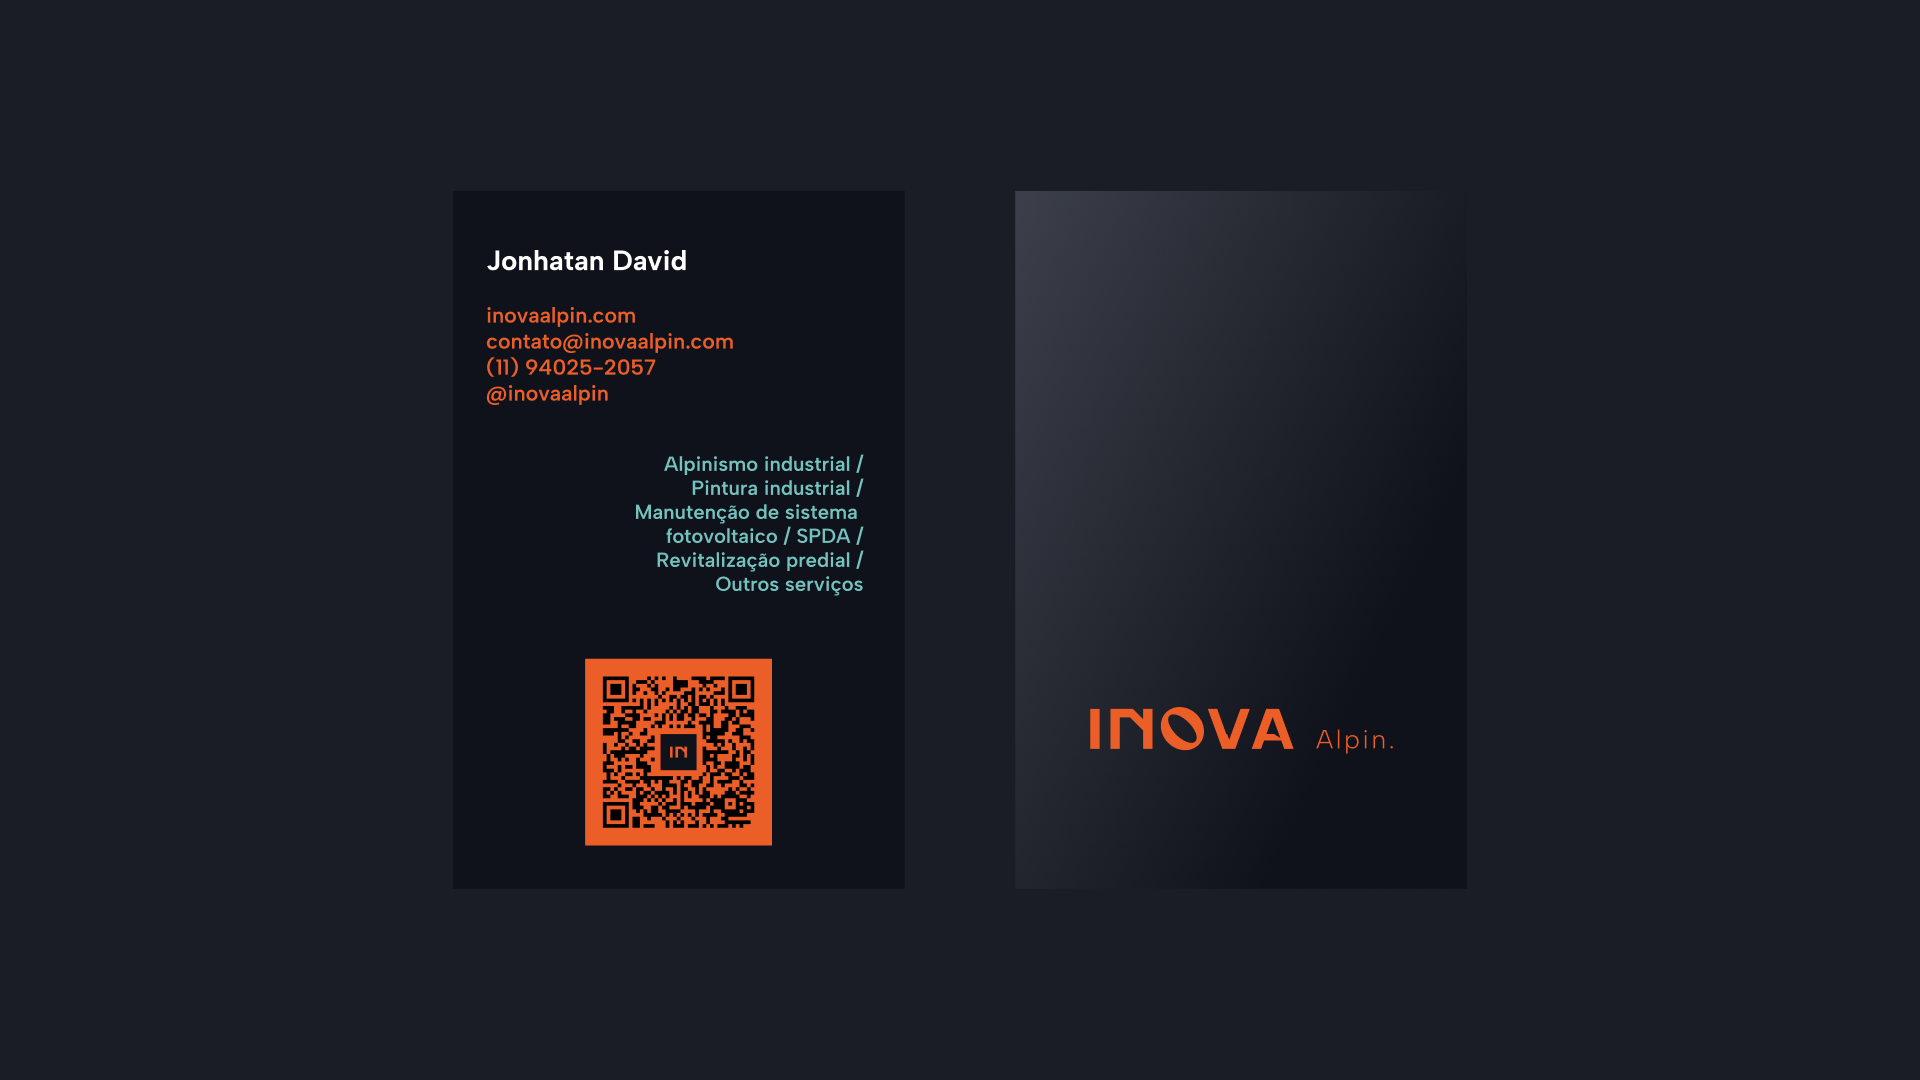 Jonhatan David
inovaalpin.com
contato@inovaalpin.com
(11) 94025-2057
@inovaalpin
Alpinismo industrial /
Pintura industrial /
Manutenção de sistema
fotovoltaico / SPDA /
Revitalização predial /
Outros serviços
IN
INOVA Alpin.